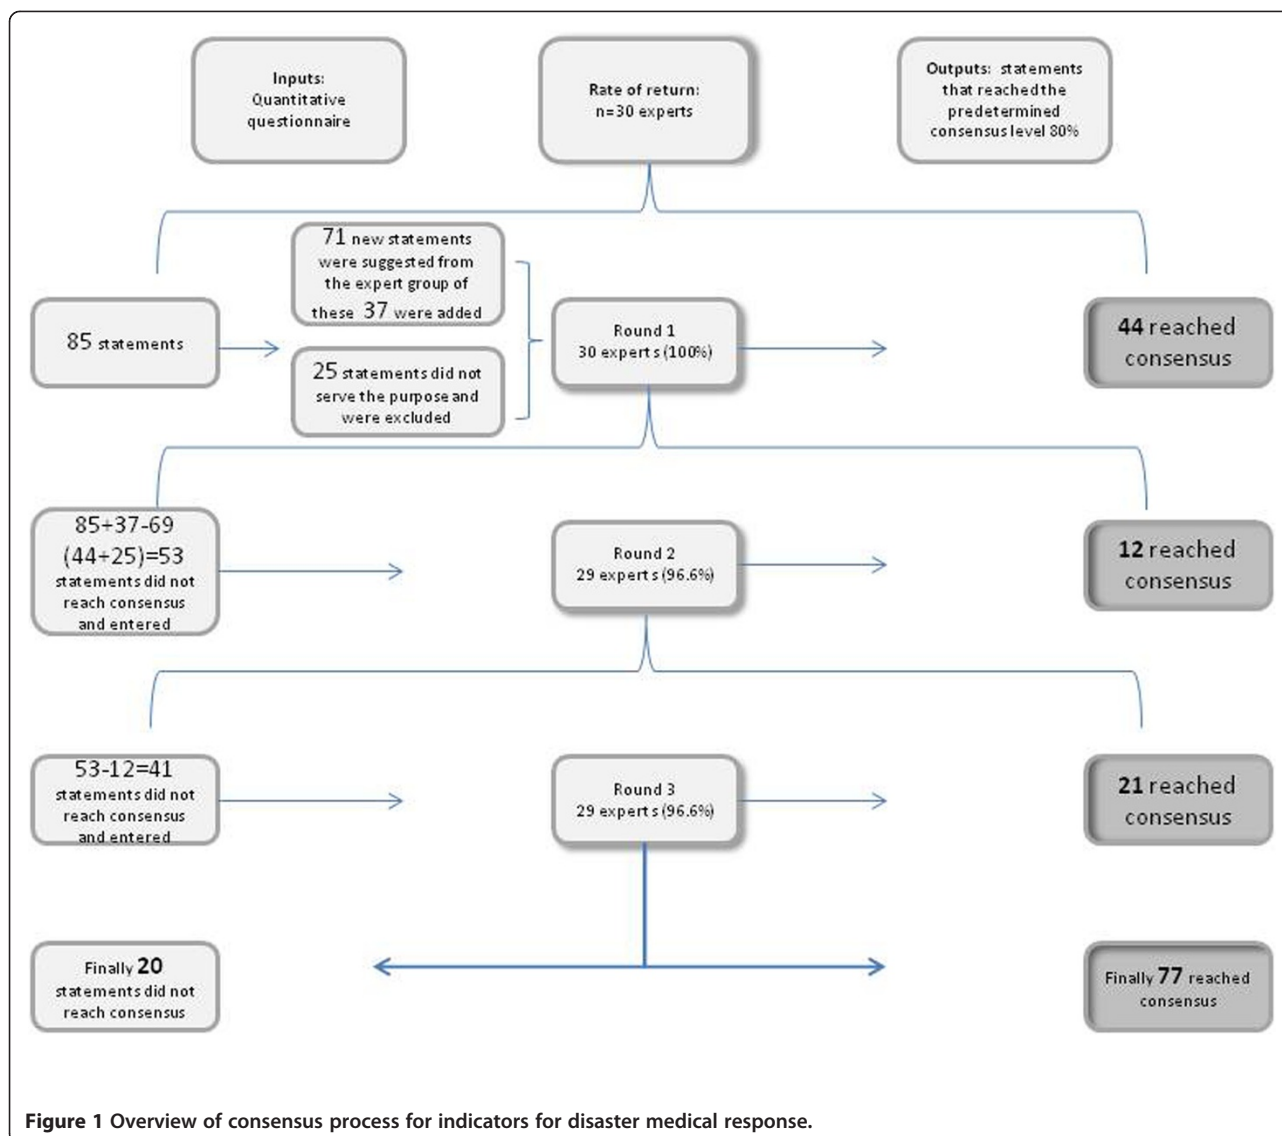 Inputs:
Quantitative
questionnaire
Rate of return:
n=30 experts
Outputs: statements
that reached the
predetermined
consensus level 80%
85 statements
71 new statements
were suggested from
the expert group of
these 37 were added
25 statements did not
serve the purpose and
were excluded
Round 1
30 experts (100%)
44 reached
consensus
85+37-69
(44+25)=53
statements did not
reach consensus
and entered
Round 2
29 experts (96.6%)
12 reached
consensus
53-12=41
statements did not
reach consensus
and entered
Round 3
29 experts (96.6%)
21 reached
consensus
Finally 20
statements did not
reach consensus
Finally 77 reached
consensus
Figure 1 Overview of consensus process for indicators for disaster medical response.